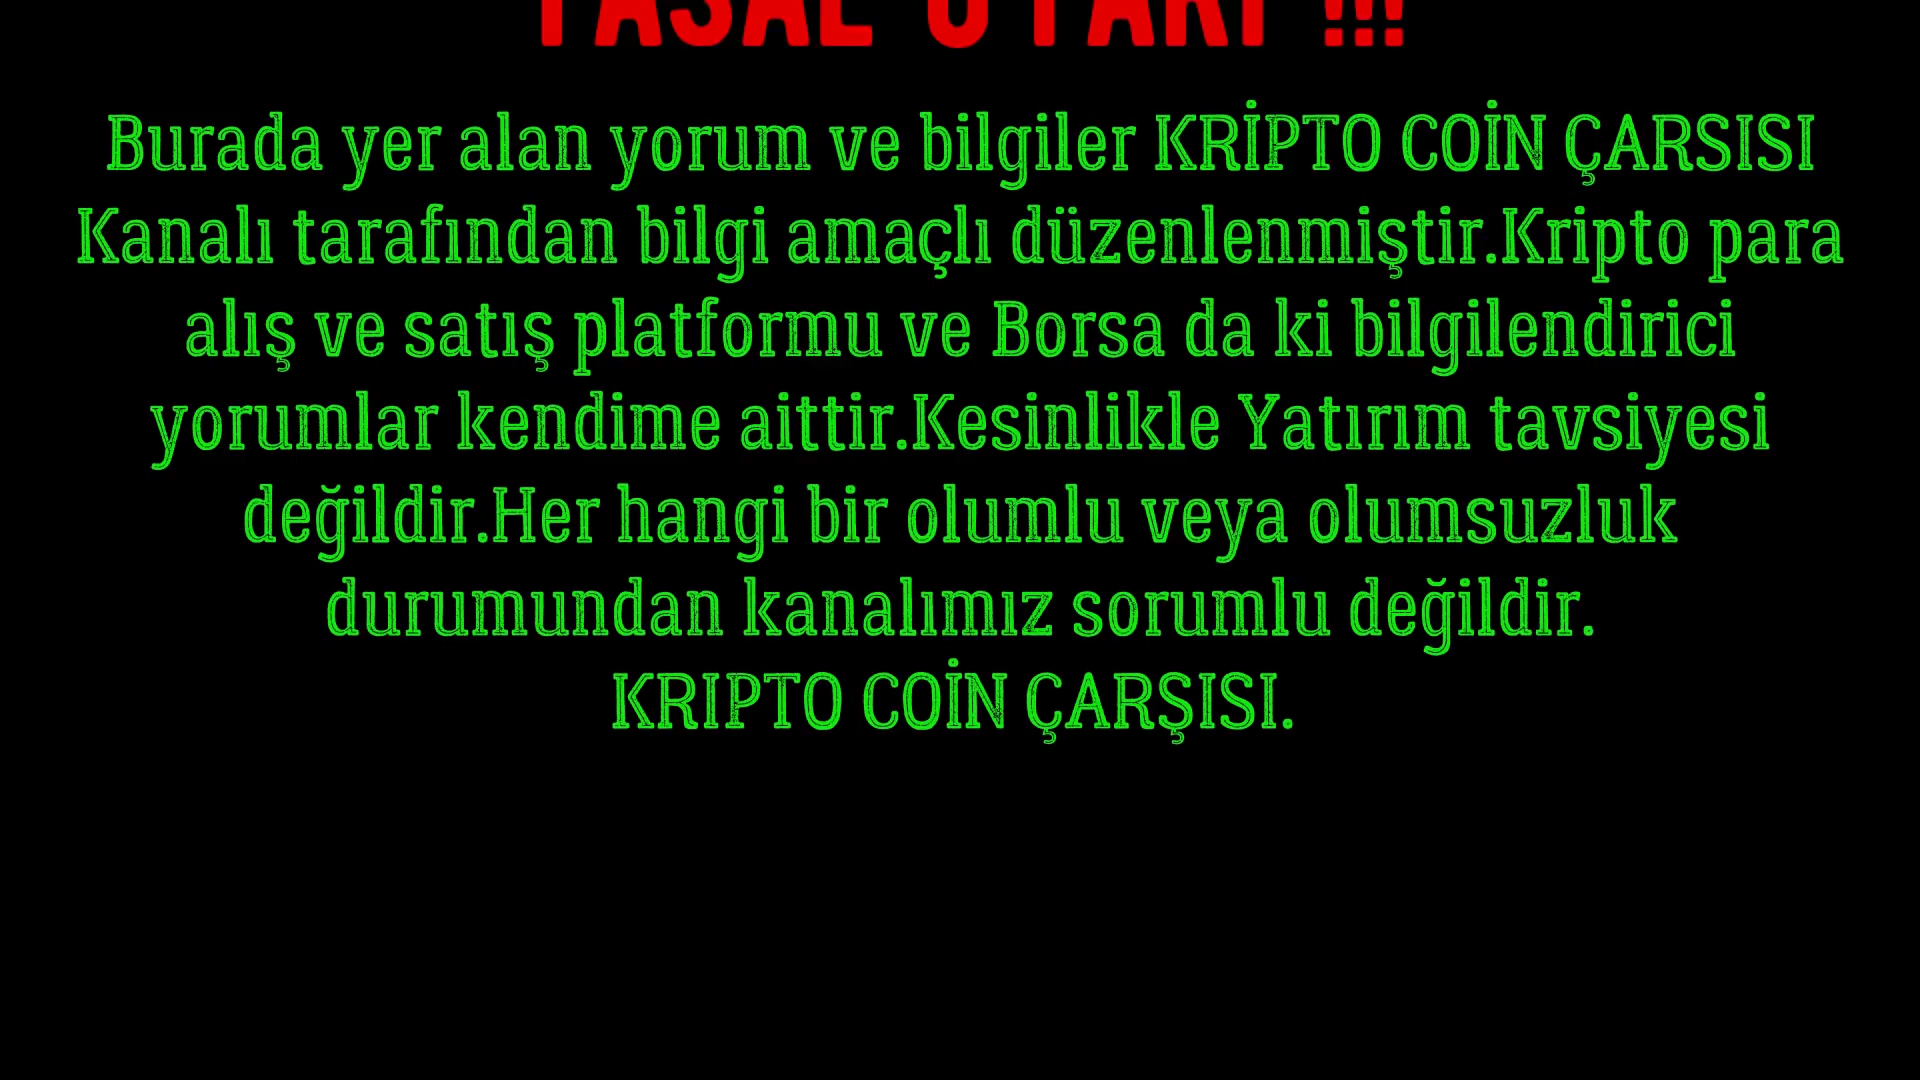 YASAL UYARI !!!
Burada yer alan yorum ve bilgiler KRİPTO COİN ÇARSISI
Kanalı tarafından bilgi amaçlı düzenlenmiştir.Kripto para
alış ve satış platformu ve Borsa da ki bilgilendirici
yorumlar kendime aittir.Kesinlikle Yatırım tavsiyesi
değildir.Her hangi bir olumlu veya olumsuzluk
durumundan kanalımız sorumlu değildir.
KRIPTO COİN ÇARŞISI.